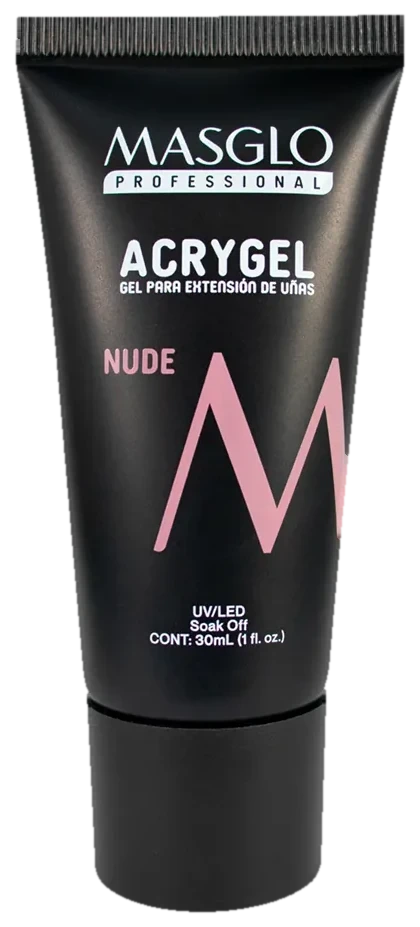 MASGLO
PROFESSIONAL
ACRYGEL
GEL PARA EXTENSIÓN DE UÑAS
NUDE
M
UV/LED
Soak Off
CONT: 30mL (1 fl. oz.)